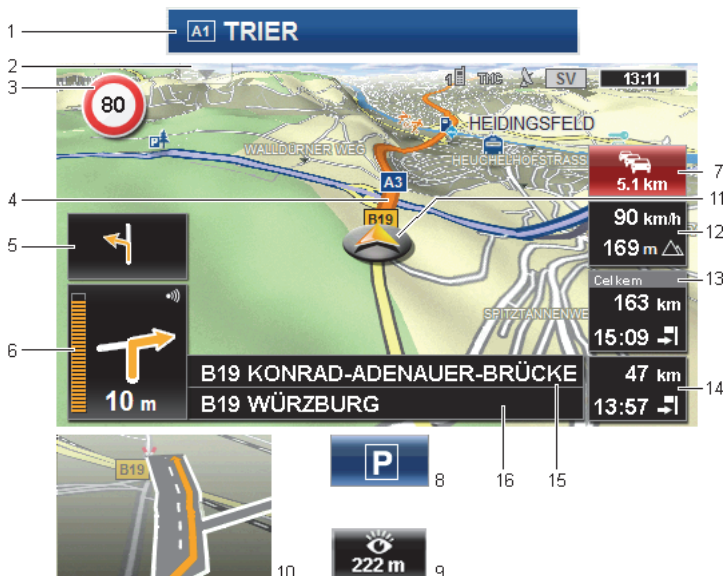 1
A1 TRIER
2
3
80
1
TMC
SV
13:11
HEIDINGSFELD
WALLDÜRNER WEG
HEUCHELHOFSTRASS
P
5.1 km
7
4
A3
11
B19
90 km/h
12
169 m
5
Celkem
13
163 km
SPITZTANNENWE
15:09
6
10 m
B19 KONRAD-ADENAUER-BRÜCKE
47 km
14
B19 WÜRZBURG
13:57
B19
P
8
16
15
10
222 m
9